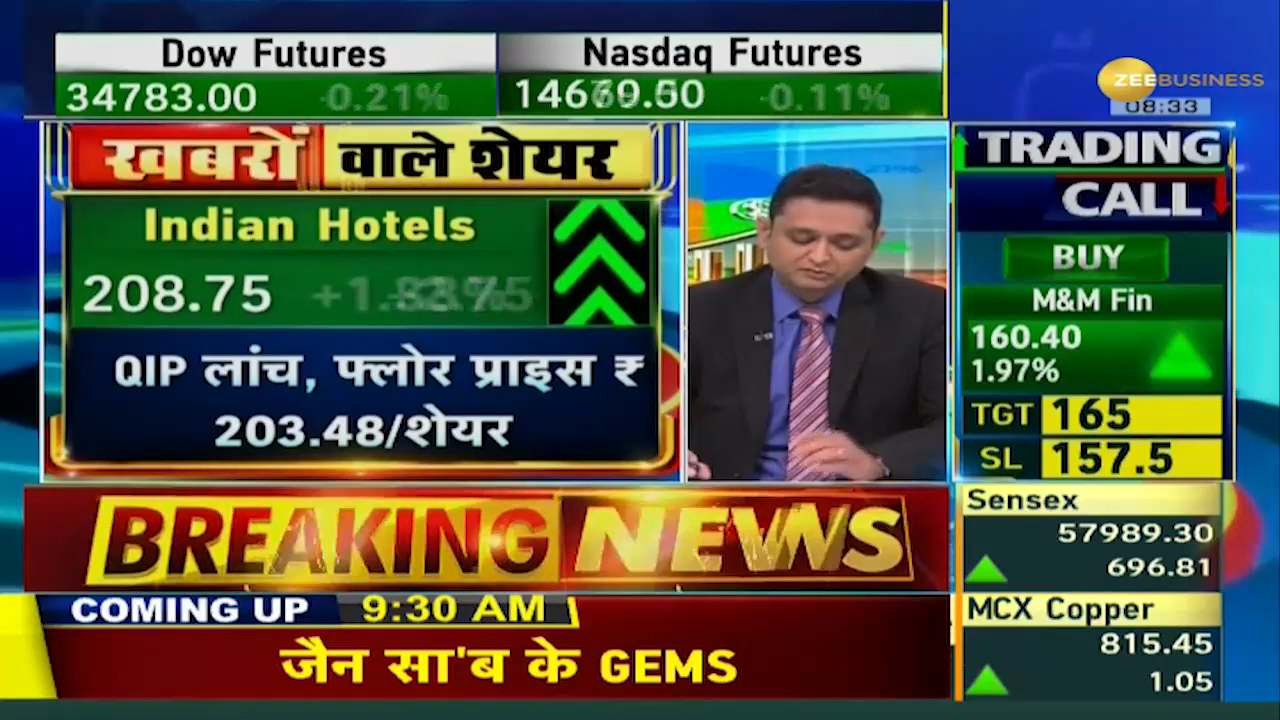 Dow Futures
34783.00 -0.21%
Nasdaq Futures
-0.11%
ZEEBUSINESS
08:33
खबरों वाले शेयर
Indian Hotels
208.75
QIP लांच, फ्लोर प्राइस ₹
203.48/शेयर
TRADING
CALL
BUY
M&M Fin
160.40
1.97%
TGT 165
SL 157.5
BREAKING NEWS
Sensex
57989.30
696.81
COMING UP 9:30 AM
जैन सा'ब के GEMS
MCX Copper
815.45
1.05